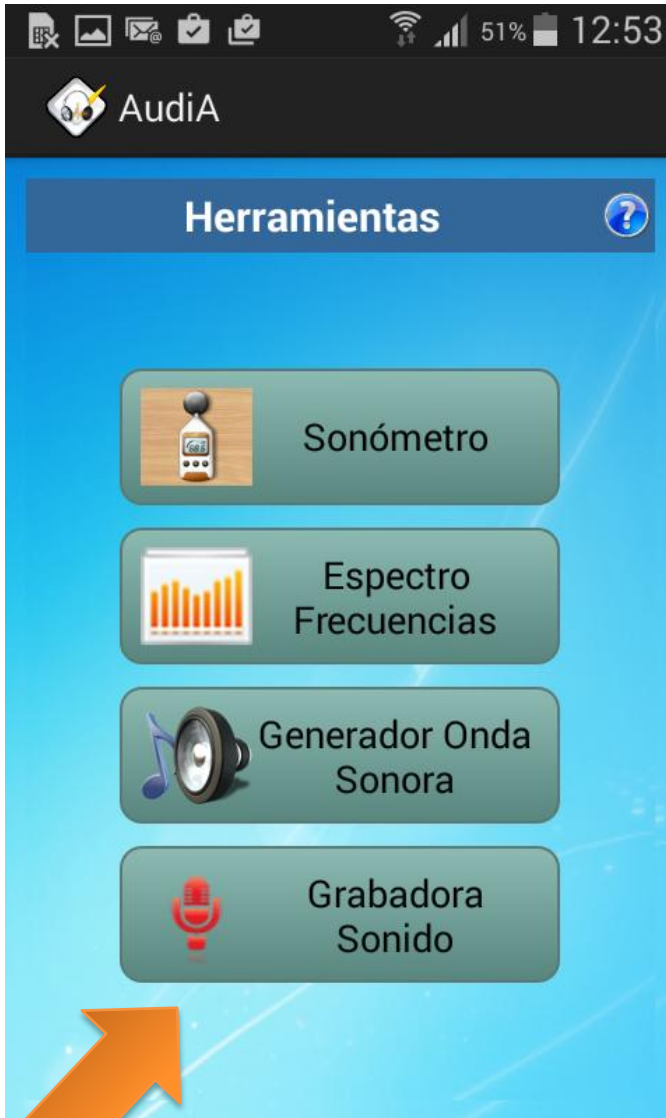 51% 12:53
AudiA
Herramientas ?
Sonómetro
Espectro
Frecuencias
Generador Onda
Sonora
Grabadora
Sonido